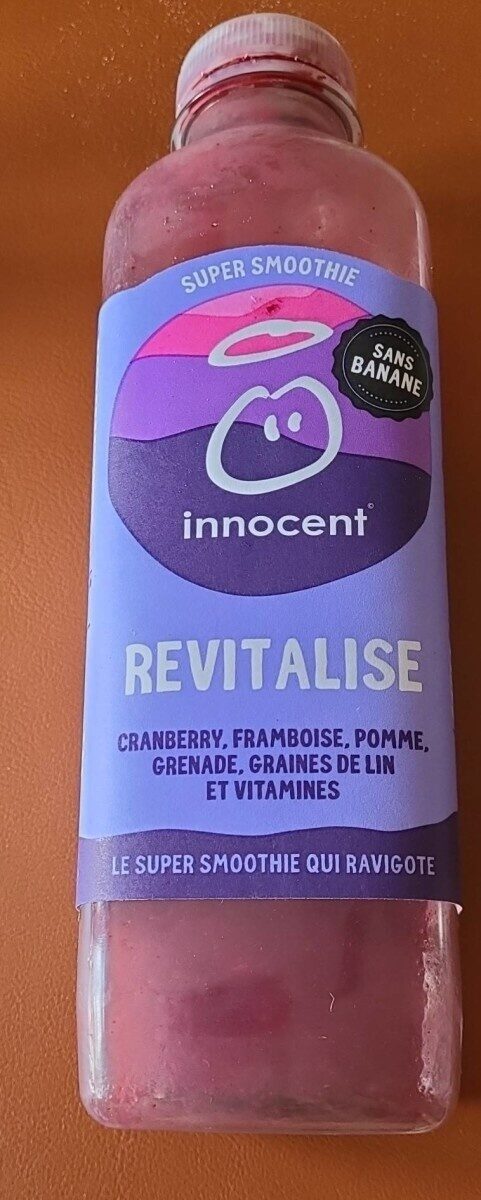 SUPER SMOOTHIE
SANS
BANANE
innocent©
REVITALISE
CRANBERRY, FRAMBOISE, POMME,
GRENADE, GRAINES DE LIN
ET VITAMINES
LE SUPER SMOOTHIE QUI RAVIGOTE